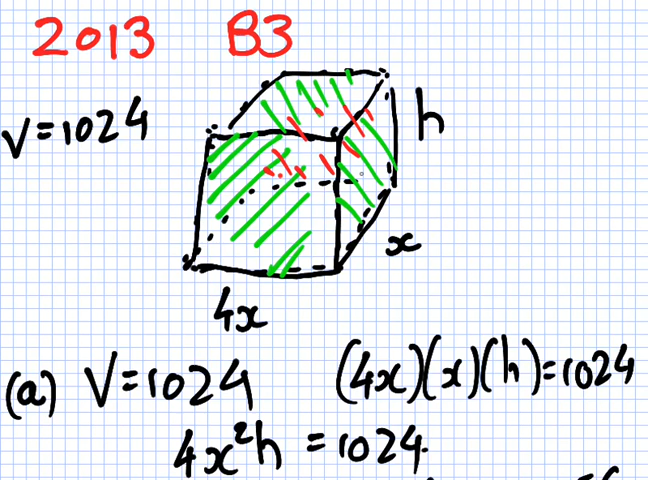 2013 B3
V=1024
h
x
4x
(a) V=1024 (4x)(x)(h)=1024
4x²h = 1024